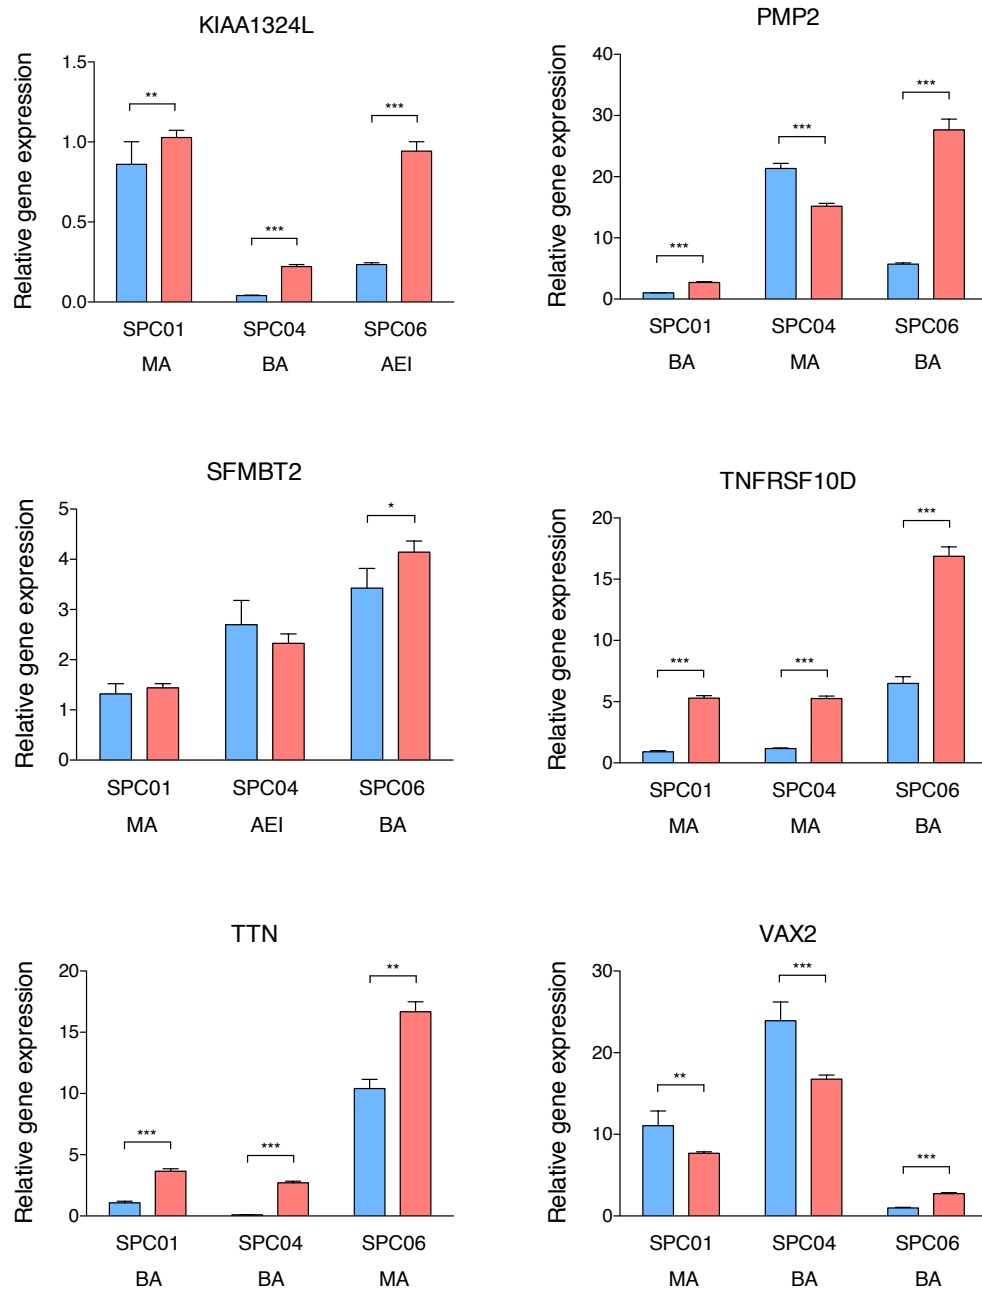 KIAA1324L
Relative gene expression
1.5
1.0
0.5
0.0
**
***
***
SPC01 SPC04 SPC06
MA BA AEI
PMP2
Relative gene expression
40
30
20
10
0
***
***
***
SPC01 SPC04 SPC06
BA MA BA
SFMBT2
Relative gene expression
5
4
3
2
1
0
*
SPC01 SPC04 SPC06
MA AEI BA
TNFRSF10D
Relative gene expression
20
15
10
5
0
***
***
***
SPC01 SPC04 SPC06
MA MA BA
TTN
Relative gene expression
20
15
10
5
0
***
***
**
SPC01 SPC04 SPC06
BA BA MA
VAX2
Relative gene expression
30
20
10
0
**
***
***
SPC01 SPC04 SPC06
MA BA BA